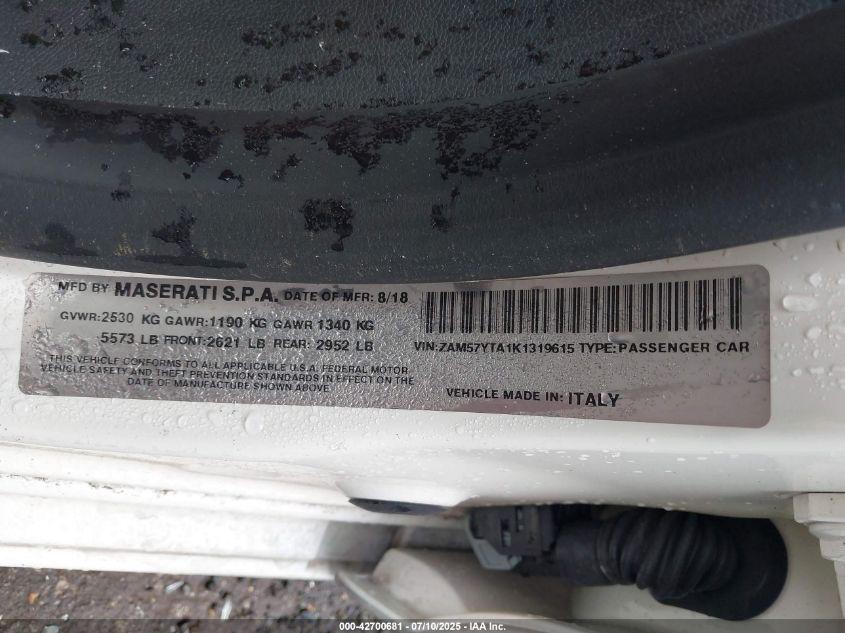 MFD BY MASERATI S.P.A. DATE OF MFR: 8/18
GVWR:2530 KG GAWR:1190 KG GAWR 1340 KG
5573 LB FRONT:2621 LB REAR: 2952 LB
THIS VEHICLE CONFORMS TO ALL APPLICABLE U.S.A. FEDERAL MOTOR
VEHICLE SAFETY AND THEFT PREVENTION STANDARDS IN EFFECT ON THE
DATE OF MANUFACTURE SHOWN ABOVE
VIN:ZAM57YTA1K1319615 TYPE:PASSENGER CAR
VEHICLE MADE IN: ITALY
000-42700681 - 07/10/2025 - IAA Inc.